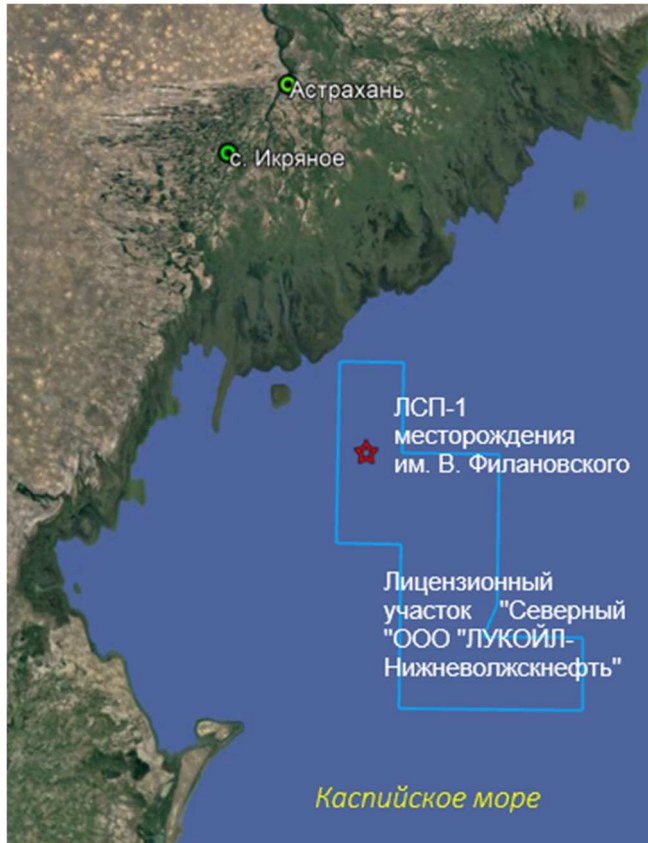 Астрахань
с. Икряное
ЛСП-1
месторождения
им. В. Филановского
Лицензионный
участок "Северный
"ООО "ЛУКОЙЛ-
Нижневолжскнефть"
Каспийское море